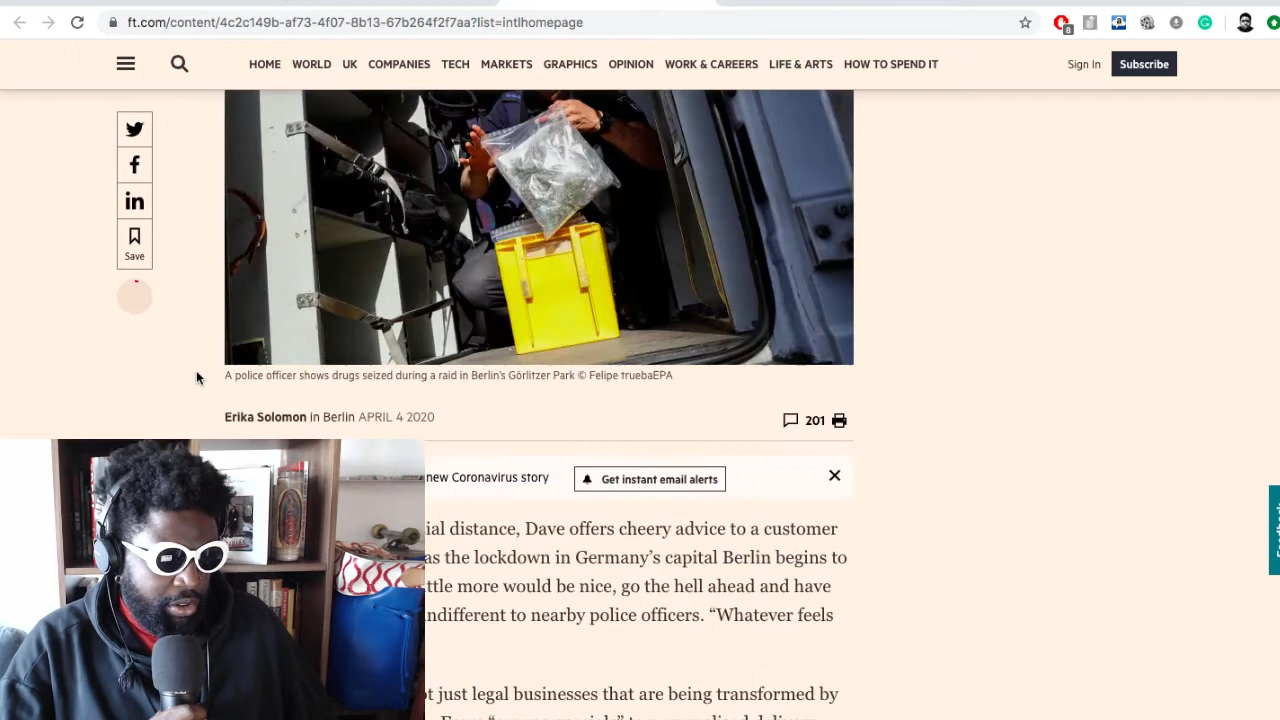 ft.com/content/4c2c149b-af73-4f07-8b13-67b264f2f7aa?list=intlhomepage
8
HOME WORLD UK COMPANIES TECH MARKETS GRAPHICS OPINION WORK & CAREERS LIFE & ARTS HOW TO SPEND IT
Sign In Subscribe
Save
A police officer shows drugs seized during a raid in Berlin's Görlitzer Park © Felipe truebaEPA
Erika Solomon in Berlin APRIL 4 2020
201
new Coronavirus story Get instant email alerts
ial distance, Dave offers cheery advice to a customer
as the lockdown in Germany's capital Berlin begins to
ttle more would be nice, go the hell ahead and have
ndifferent to nearby police officers. “Whatever feels
t just legal businesses that are being transformed by